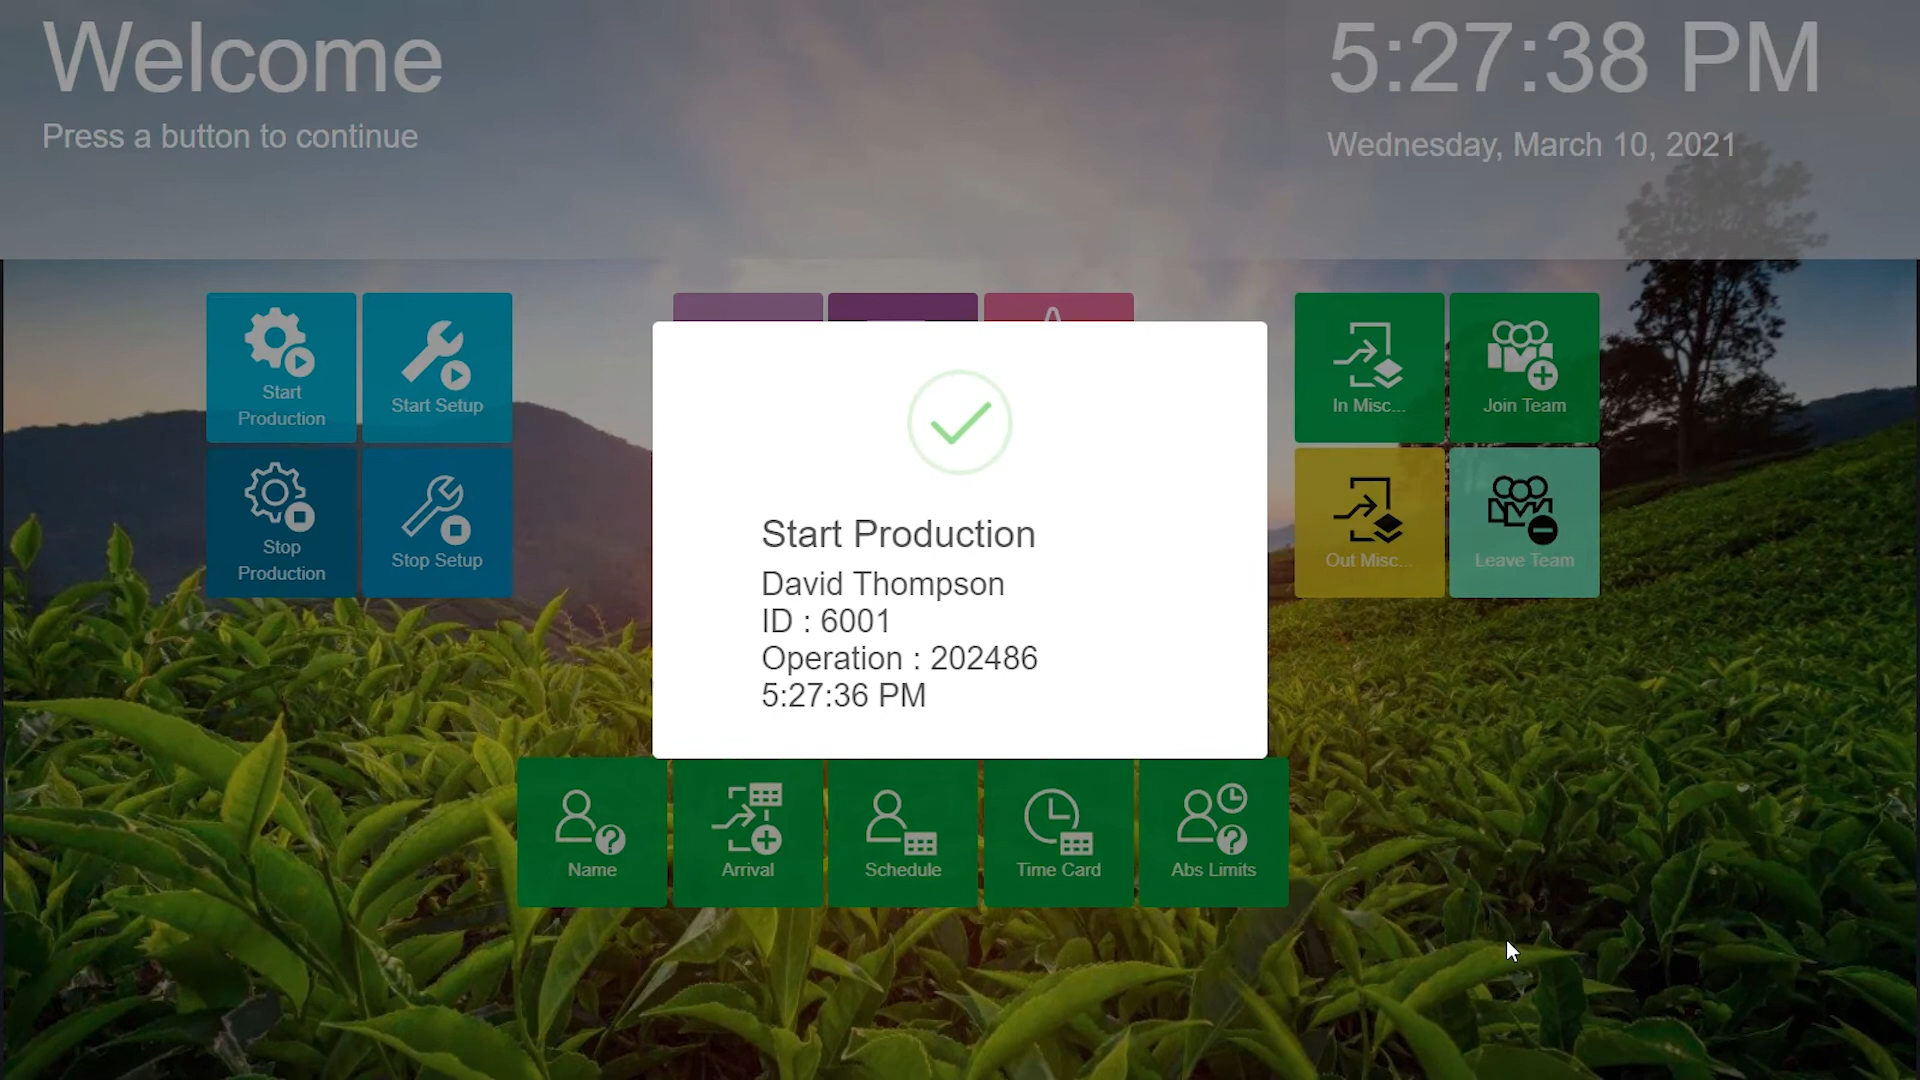 Welcome
Press a button to continue
5:27:38 PM
Wednesday, March 10, 2021
Start
Production
Start Setup
Stop
Production
Stop Setup
Start Production
David Thompson
ID : 6001
Operation : 202486
5:27:36 PM
In Misc...
Join Team
Out Misc...
Leave Team
Name
Arrival
Schedule
Time Card
Abs Limits